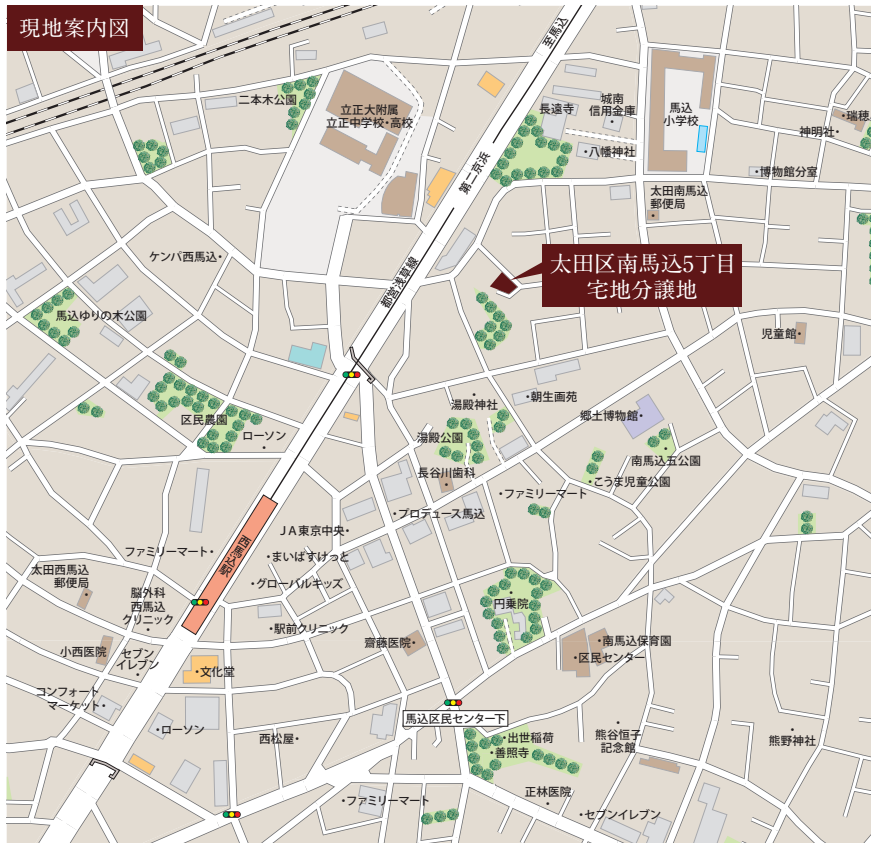 現地案内図
至馬込
二本木公園
立正大附属
立正中学校・高校
長遠寺
城南
信用金庫
馬込
小学校
瑞穂
神明社・
・八幡神社
・博物館分室
第二京浜
太田南馬込
郵便局
ケンパ西馬込・
都営浅草線
太田区南馬込5丁目
宅地分譲地
馬込ゆりの木公園
児童館・
湯殿神社
・朝生画苑
郷土博物館・
区民農園
ローソン
湯殿公園
南馬込五公園
長谷川歯科
・こうま児童公園
・ファミリーマート
・プロデュース馬込
JA東京中央・
ファミリーマート・
西馬込駅
・まいばすけっと
太田西馬込
郵便局
・グローバルキッズ
脳外科
西馬込
クリニック
円乗院
・駅前クリニック
齋藤医院・
・南馬込保育園
・区民センター
小西医院
セブン
イレブン
・文化堂
コンフォート
マーケット・
馬込区民センター下
・ローソン
西松屋・
・出世稲荷
・善照寺
熊谷恒子
記念館
熊野神社
正林医院
・ファミリーマート
・セブンイレブン